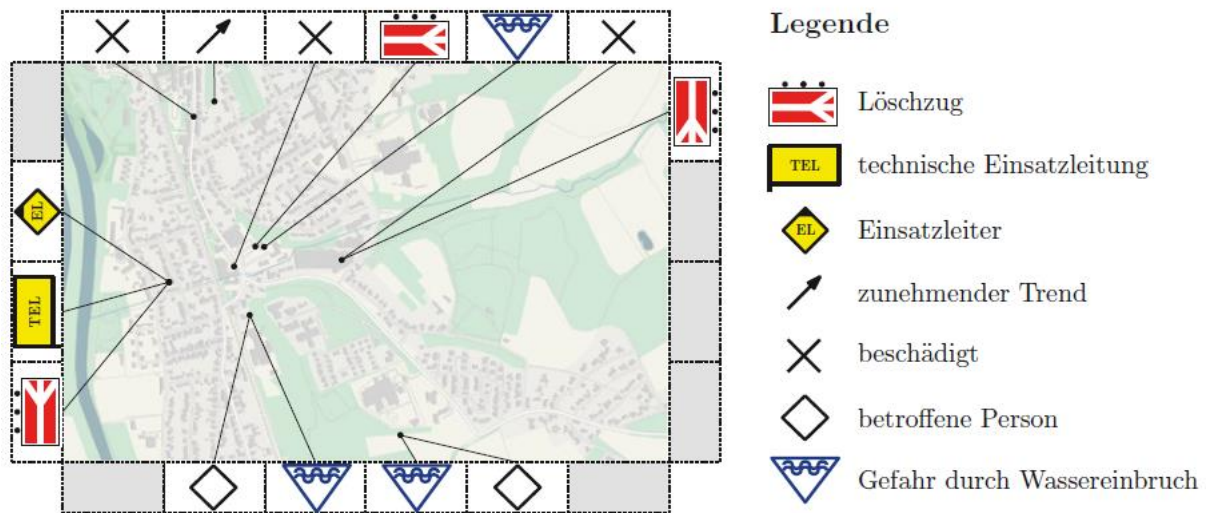 Legende
Löschzug
EL
TEL
technische Einsatzleitung
EL
Einsatzleiter
TEL
zunehmender Trend
beschädigt
betroffene Person
Gefahr durch Wassereinbruch